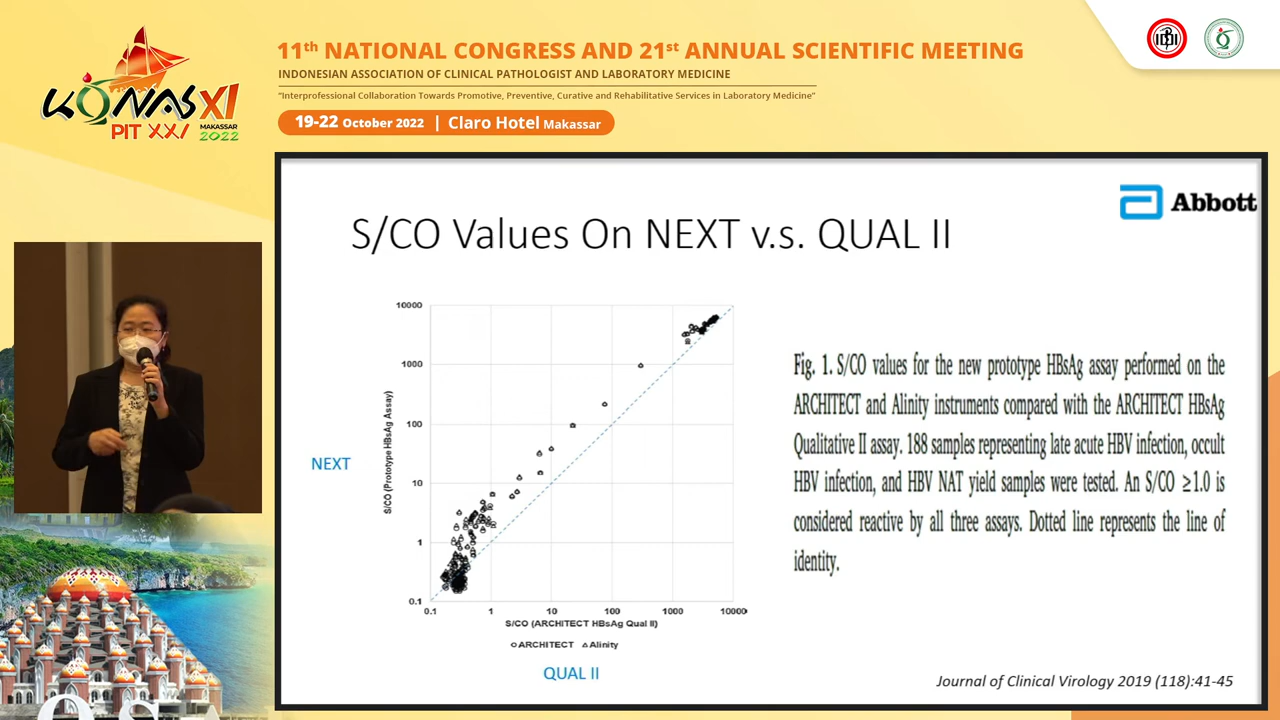 11th NATIONAL CONGRESS AND 21st ANNUAL SCIENTIFIC MEETING
INDONESIAN ASSOCIATION OF CLINICAL PATHOLOGIST AND LABORATORY MEDICINE
"Interprofessional Collaboration Towards Promotive, Preventive, Curative and Rehabilitative Services in Laboratory Medicine"
19-22 October 2022 | Claro Hotel Makassar
KONAS XI
PIT XXI
MAKASSAR
2022
Abbott
S/CO Values On NEXT v.s. QUAL II
NEXT
S/CO (Prototype HBsAg Assay)
10000
1000
100
10
1
0.1
0.1 1 10 100 1000 10000
S/CO (ARCHITECT HBsAg Qual II)
ARCHITECT Alinity
QUAL II
Fig. 1. S/CO values for the new prototype HBsAg assay performed on the
ARCHITECT and Alinity instruments compared with the ARCHITECT HBsAg
Qualitative II assay. 188 samples representing late acute HBV infection, occult
HBV infection, and HBV NAT yield samples were tested. An S/CO ≥1.0 is
considered reactive by all three assays. Dotted line represents the line of
identity.
Journal of Clinical Virology 2019 (118):41-45